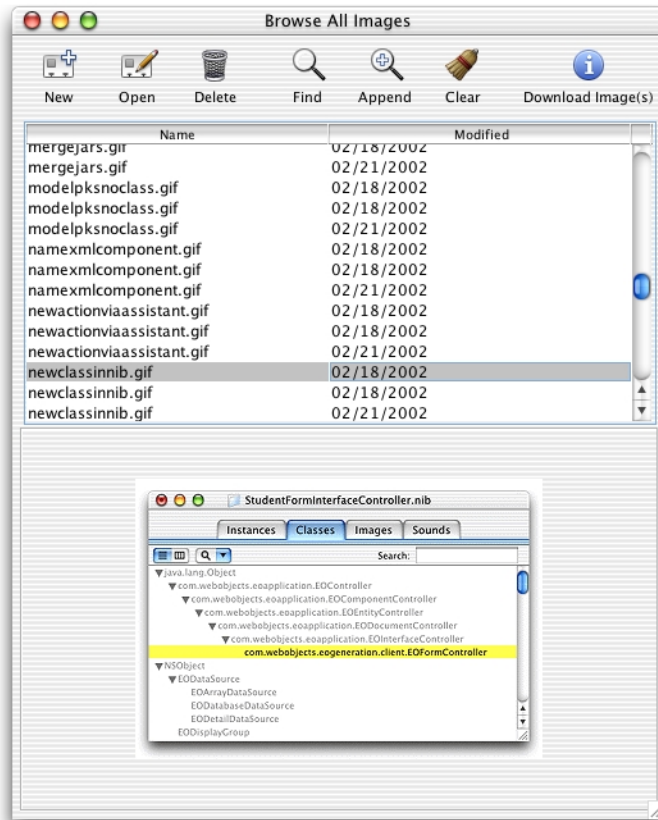 Browse All Images
New Open Delete Find Append Clear Download Image(s)
Name Modified
mergejars.gif 02/18/2002
mergejars.gif 02/21/2002
modelpksnoclass.gif 02/18/2002
modelpksnoclass.gif 02/18/2002
modelpksnoclass.gif 02/21/2002
namexmlcomponent.gif 02/18/2002
namexmlcomponent.gif 02/18/2002
namexmlcomponent.gif 02/21/2002
newactionviaassistant.gif 02/18/2002
newactionviaassistant.gif 02/18/2002
newactionviaassistant.gif 02/21/2002
newclassinnib.gif 02/18/2002
newclassinnib.gif 02/18/2002
newclassinnib.gif 02/21/2002
StudentFormInterfaceController.nib
Instances Classes Images Sounds
Search:
java.lang.Object
com.webobjects.eoapplication.EOController
com.webobjects.eoapplication.EOComponentController
com.webobjects.eoapplication.EOEntityController
com.webobjects.eoapplication.EODocumentController
com.webobjects.eoapplication.EOInterfaceController
com.webobjects.eogeneration.client.EOFormController
NSObject
EODataSource
EOArrayDataSource
EODatabaseDataSource
EODetailDataSource
EODisplayGroup